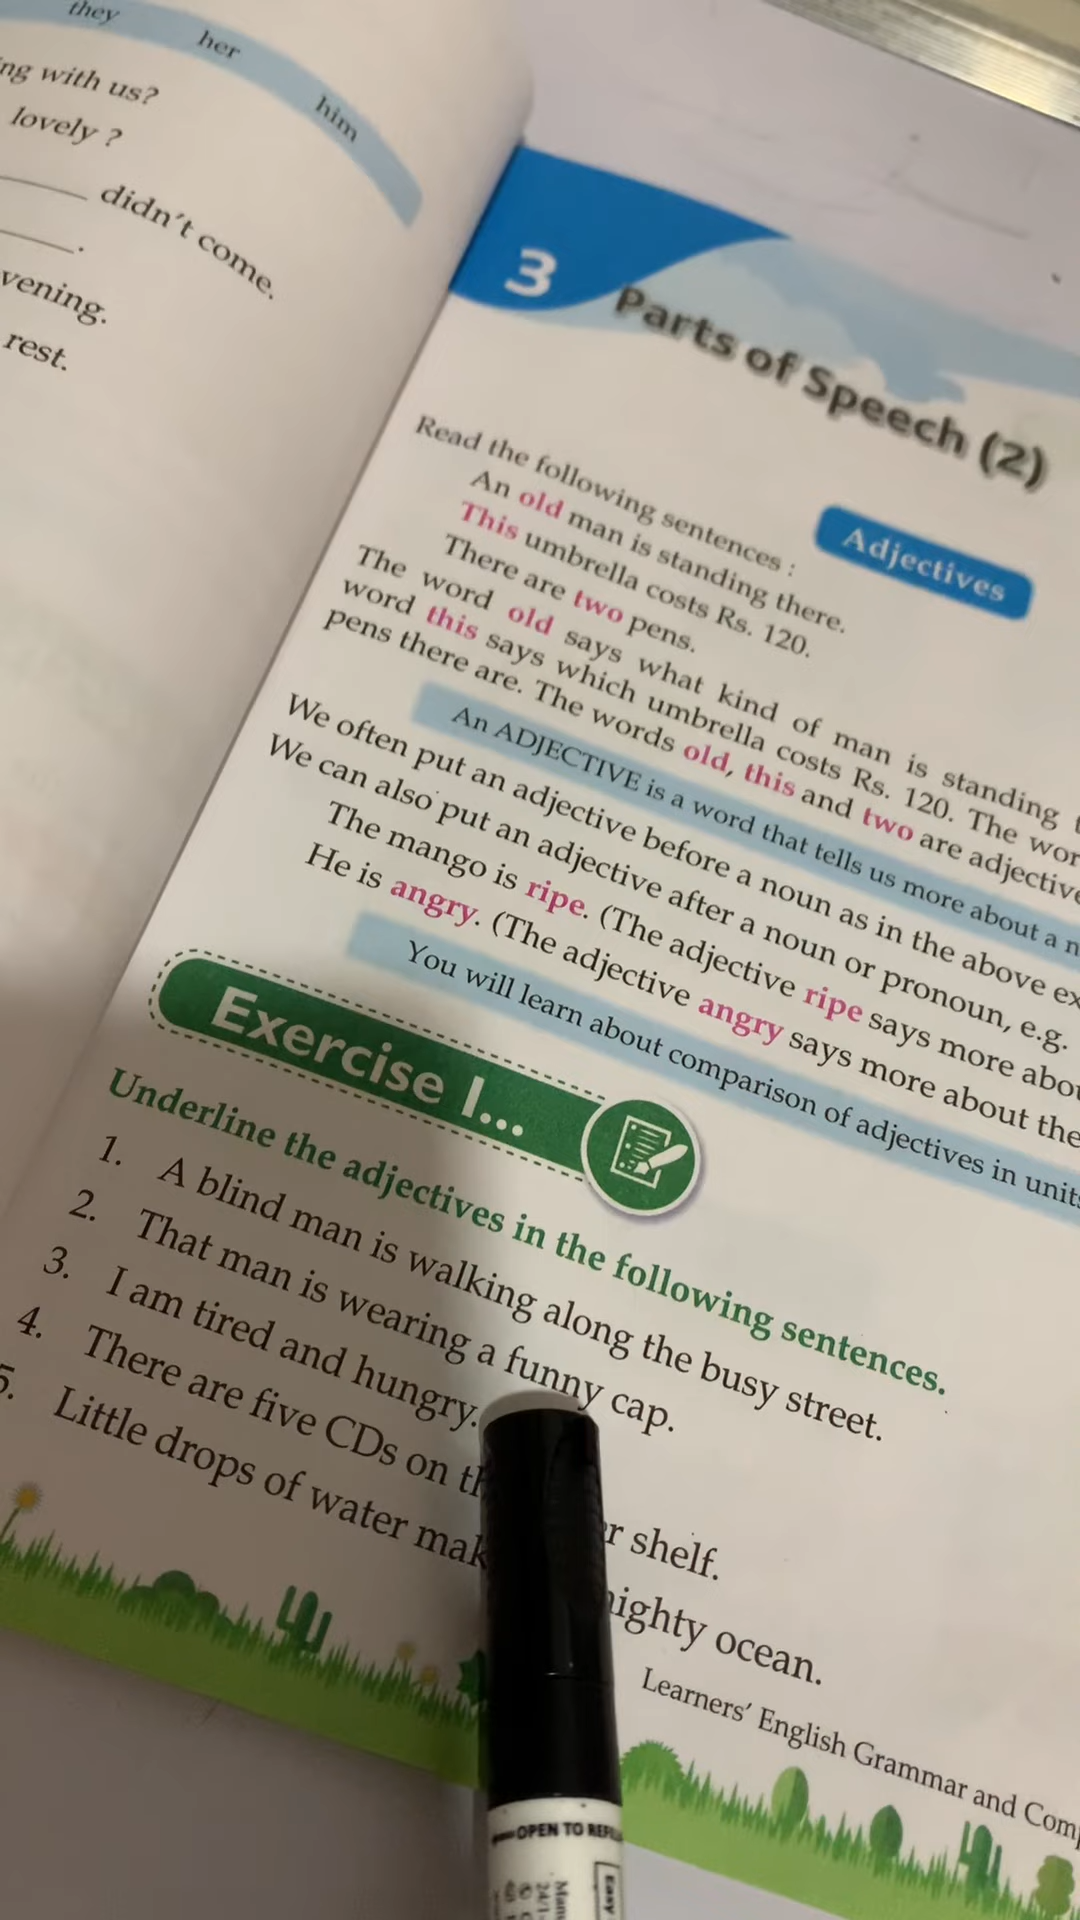 they
her
him
ng with us?
lovely ?
didn't come.
vening.
rest.
3
Parts of Speech (2)
Adjectives
Read the following sentences :
An old man is standing there.
This umbrella costs Rs. 120.
There are two pens.
The word old says what kind of man is standing
word this says which umbrella costs Rs. 120. The wor
pens there are. The words old, this and two are adjective
An ADJECTIVE is a word that tells us more about a n
We often put an adjective before a noun as in the above ex
We can also put an adjective after a noun or pronoun, e.g.
The mango is ripe. (The adjective ripe says more abou
He is angry. (The adjective angry says more about the
You will learn about comparison of adjectives in units
Exercise I...
Underline the adjectives in the following sentences.
1. A blind man is walking along the busy street.
2. That man is wearing a funny cap.
3. I am tired and hungry.
4. There are five CDs on th r shelf.
5. Little drops of water mak ighty ocean.
Learners' English Grammar and Comp
OPEN TO REFI
Easy